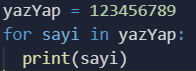 yazYap = 123456789
for sayi in yazYap:
  print(sayi)